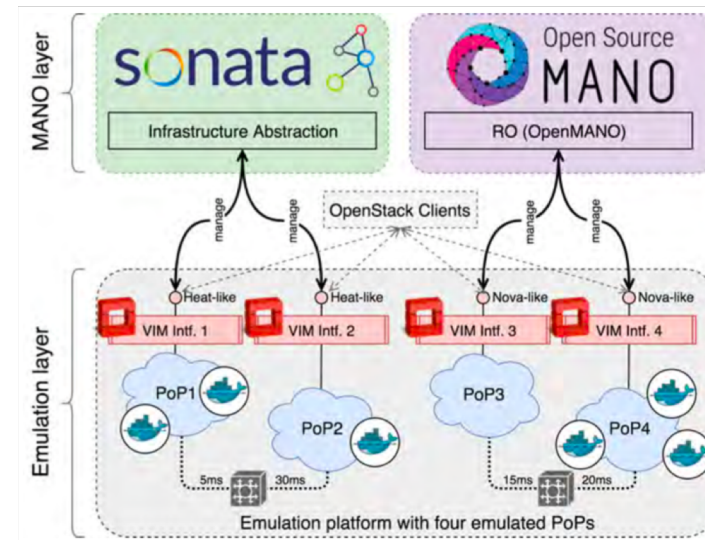 MANO layer
sonata
Infrastructure Abstraction
Open Source
MANO
RO (OpenMANO)
manage
manage
OpenStack Clients
manage
manage
Emulation layer
Heat-like
Heat-like
Nova-like
Nova-like
VIM Intf. 1
VIM Intf. 2
VIM Intf. 3
VIM Intf. 4
PoP1
PoP2
PoP3
PoP4
5ms
30ms
15ms
20ms
Emulation platform with four emulated PoPs